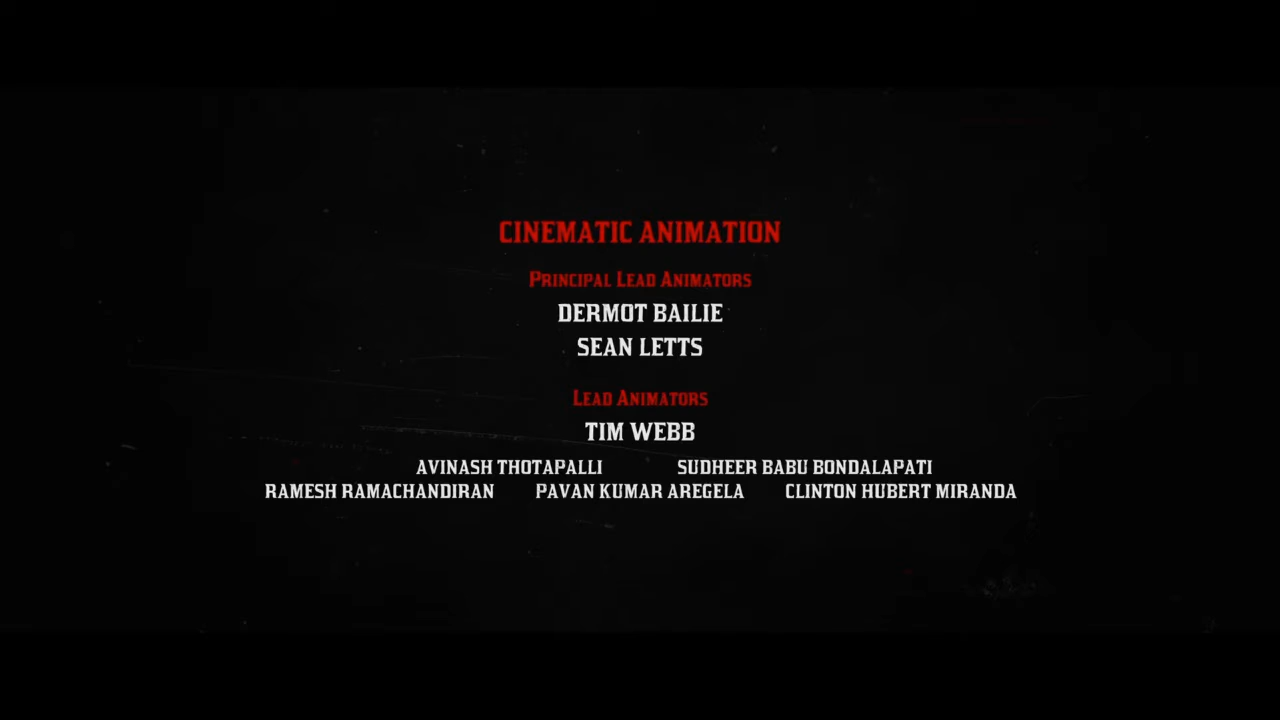 CINEMATIC ANIMATION
PRINCIPAL LEAD ANIMATORS
DERMOT BAILIE
SEAN LETTS
LEAD ANIMATORS
TIM WEBB
AVINASH THOTAPALLI SUDHEER BABU BONDALAPATI
RAMESH RAMACHANDIRAN PAVAN KUMAR AREGELA CLINTON HUBERT MIRANDA